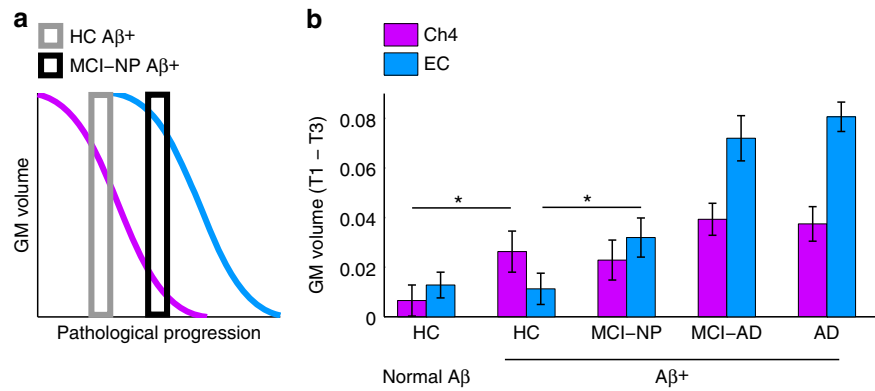 a
HC Aβ+
MCI–NP Aβ+
GM volume
Pathological progression
b
Ch4
EC
GM volume (T1 – T3)
0.08
0.06
0.04
0.02
0
*
*
HC
HC
MCI–NP
MCI–AD
AD
Normal Aβ
Aβ+